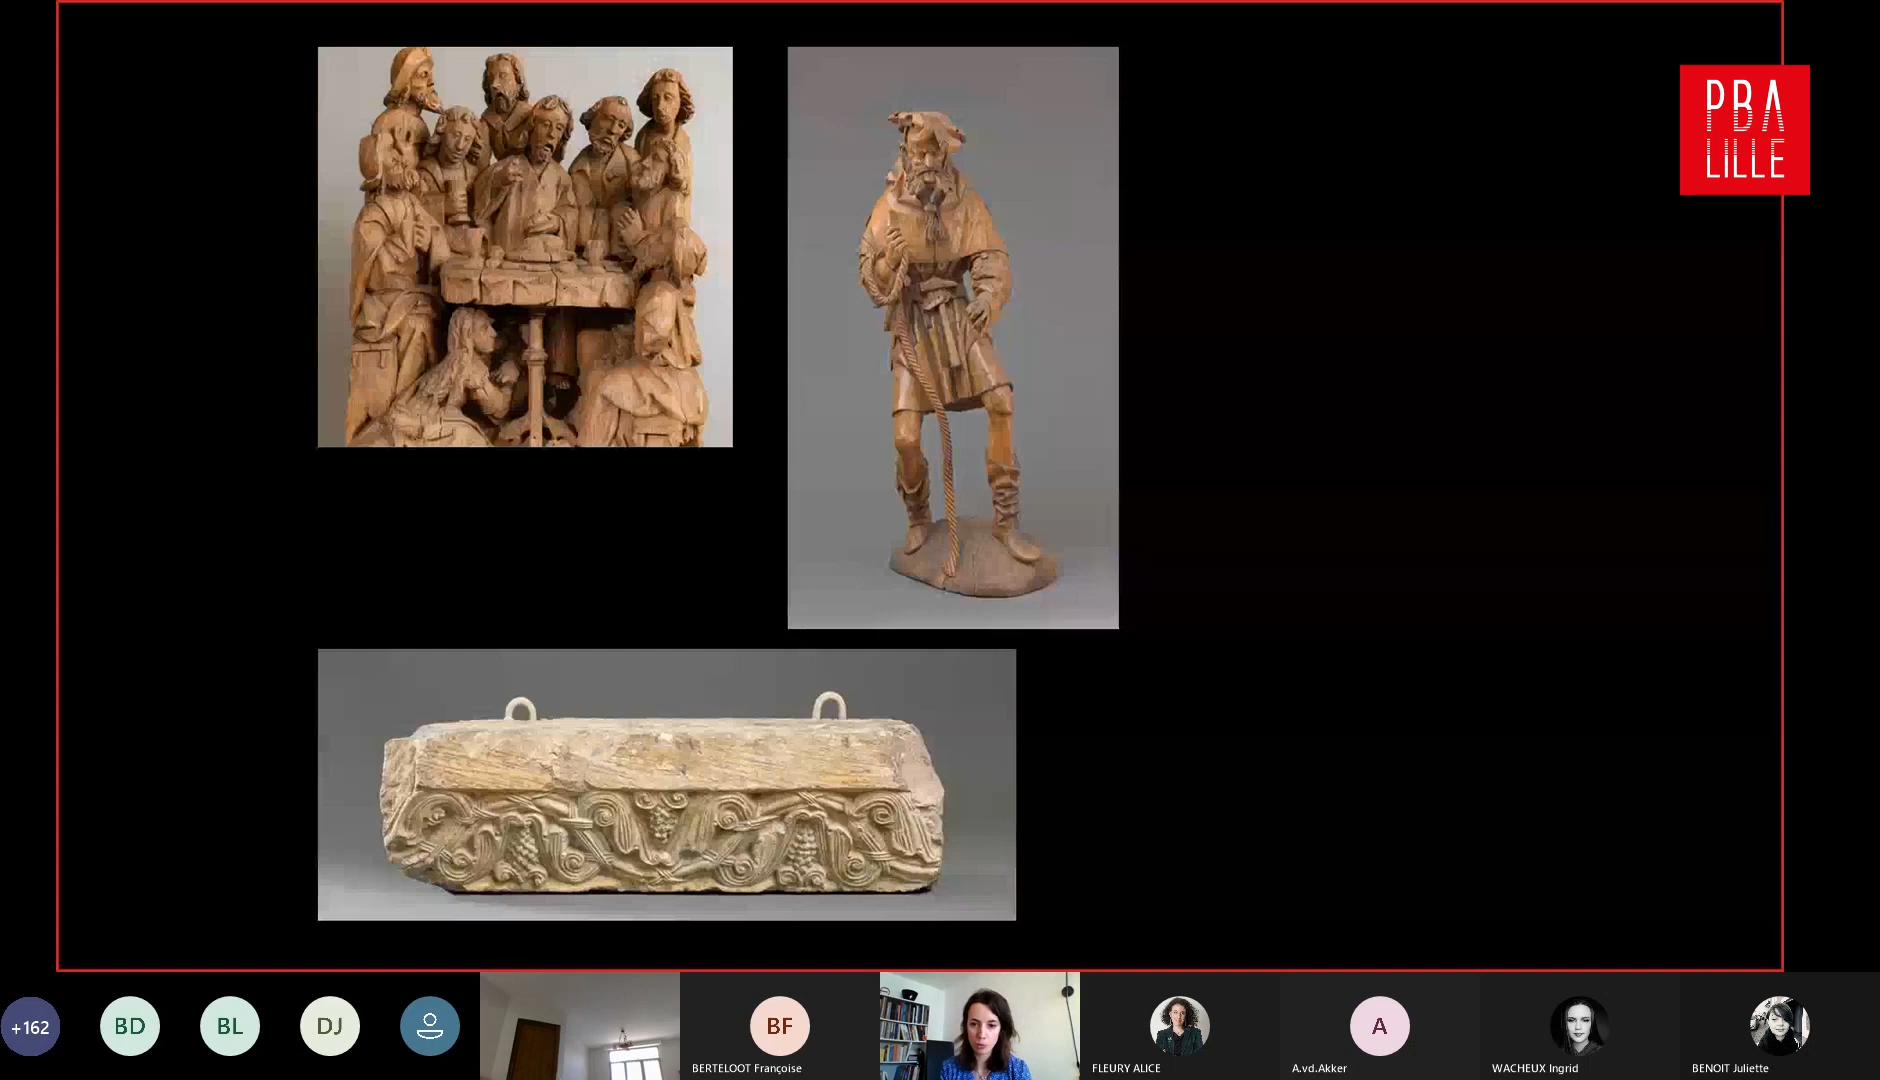 PBA
LILLE
+162
BD
BL
DJ
BF
A
BERTELOOT Françoise
FLEURY ALICE
A.vd.Akker
WACHEUX Ingrid
BENOIT Juliette